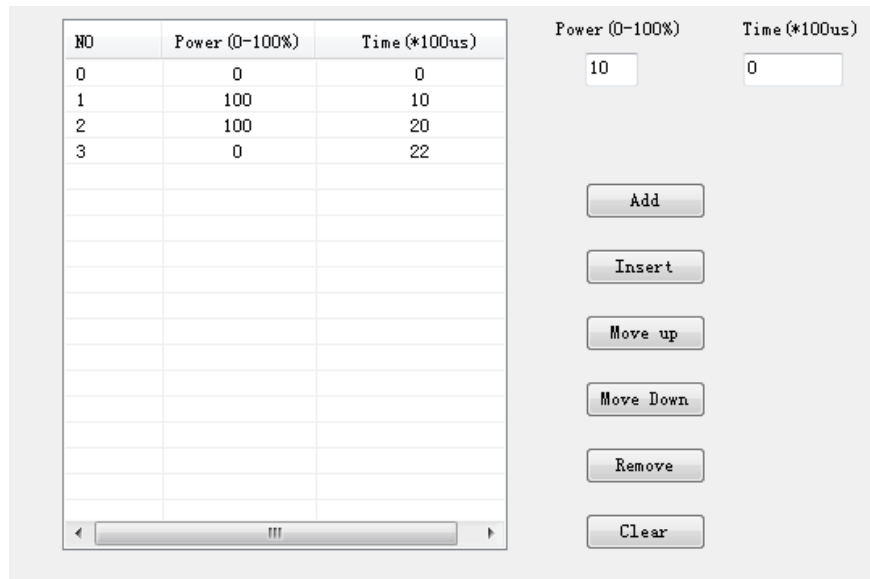 NO Power(0-100%) Time(*100us)
0 0 0
1 100 10
2 100 20
3 0 22
Power(0-100%) Time(*100us)
10 0
Add
Insert
Move up
Move Down
Remove
Clear